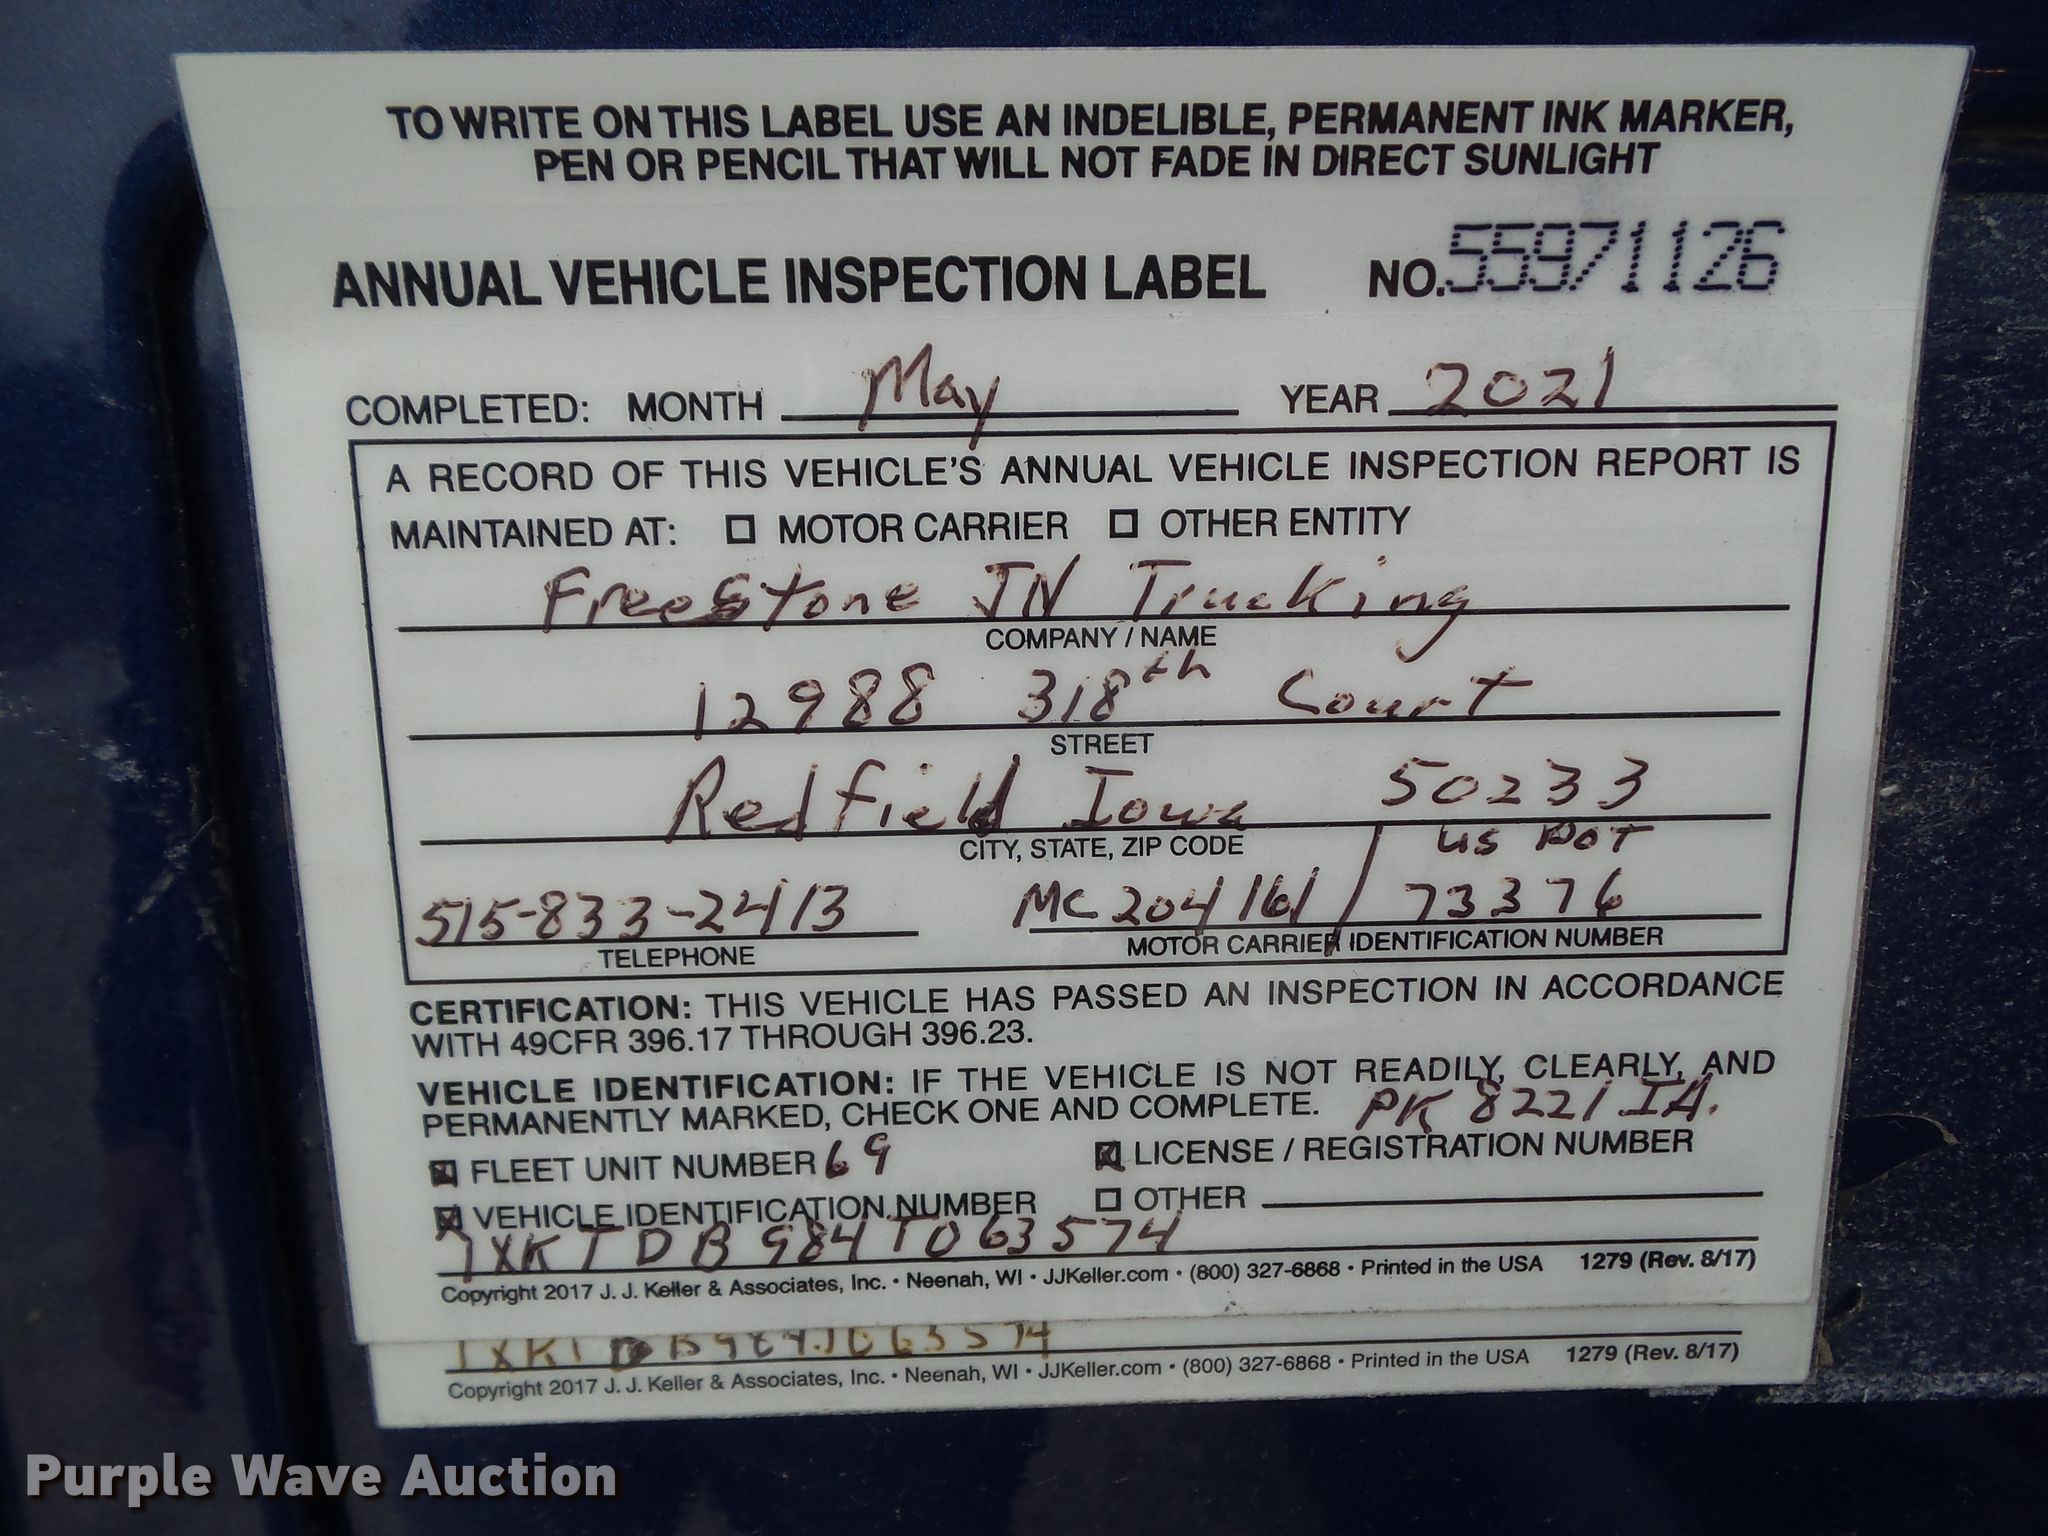 TO WRITE ON THIS LABEL USE AN INDELIBLE, PERMANENT INK MARKER,
PEN OR PENCIL THAT WILL NOT FADE IN DIRECT SUNLIGHT
ANNUAL VEHICLE INSPECTION LABEL NO. 55971126
COMPLETED: MONTH May YEAR 2021
A RECORD OF THIS VEHICLE'S ANNUAL VEHICLE INSPECTION REPORT IS
MAINTAINED AT: ☐ MOTOR CARRIER ☐ OTHER ENTITY
Freestone JN Trucking
COMPANY / NAME
12988 318th Court
STREET
Redfield Iowa 50233
CITY, STATE, ZIP CODE
US DOT
515-833-2413 MC204161 / 73376
TELEPHONE MOTOR CARRIER IDENTIFICATION NUMBER
CERTIFICATION: THIS VEHICLE HAS PASSED AN INSPECTION IN ACCORDANCE
WITH 49CFR 396.17 THROUGH 396.23.
VEHICLE IDENTIFICATION: IF THE VEHICLE IS NOT READILY, CLEARLY, AND
PERMANENTLY MARKED, CHECK ONE AND COMPLETE. PK 8221 IA.
☒ FLEET UNIT NUMBER 69 ☒ LICENSE / REGISTRATION NUMBER
☒ VEHICLE IDENTIFICATION NUMBER ☐ OTHER
1XKTDB984TO63574
Copyright 2017 J. J. Keller & Associates, Inc. • Neenah, WI • JJKeller.com • (800) 327-6868 • Printed in the USA 1279 (Rev. 8/17)
Copyright 2017 J. J. Keller & Associates, Inc. • Neenah, WI • JJKeller.com • (800) 327-6868 • Printed in the USA 1279 (Rev. 8/17)
Purple Wave Auction